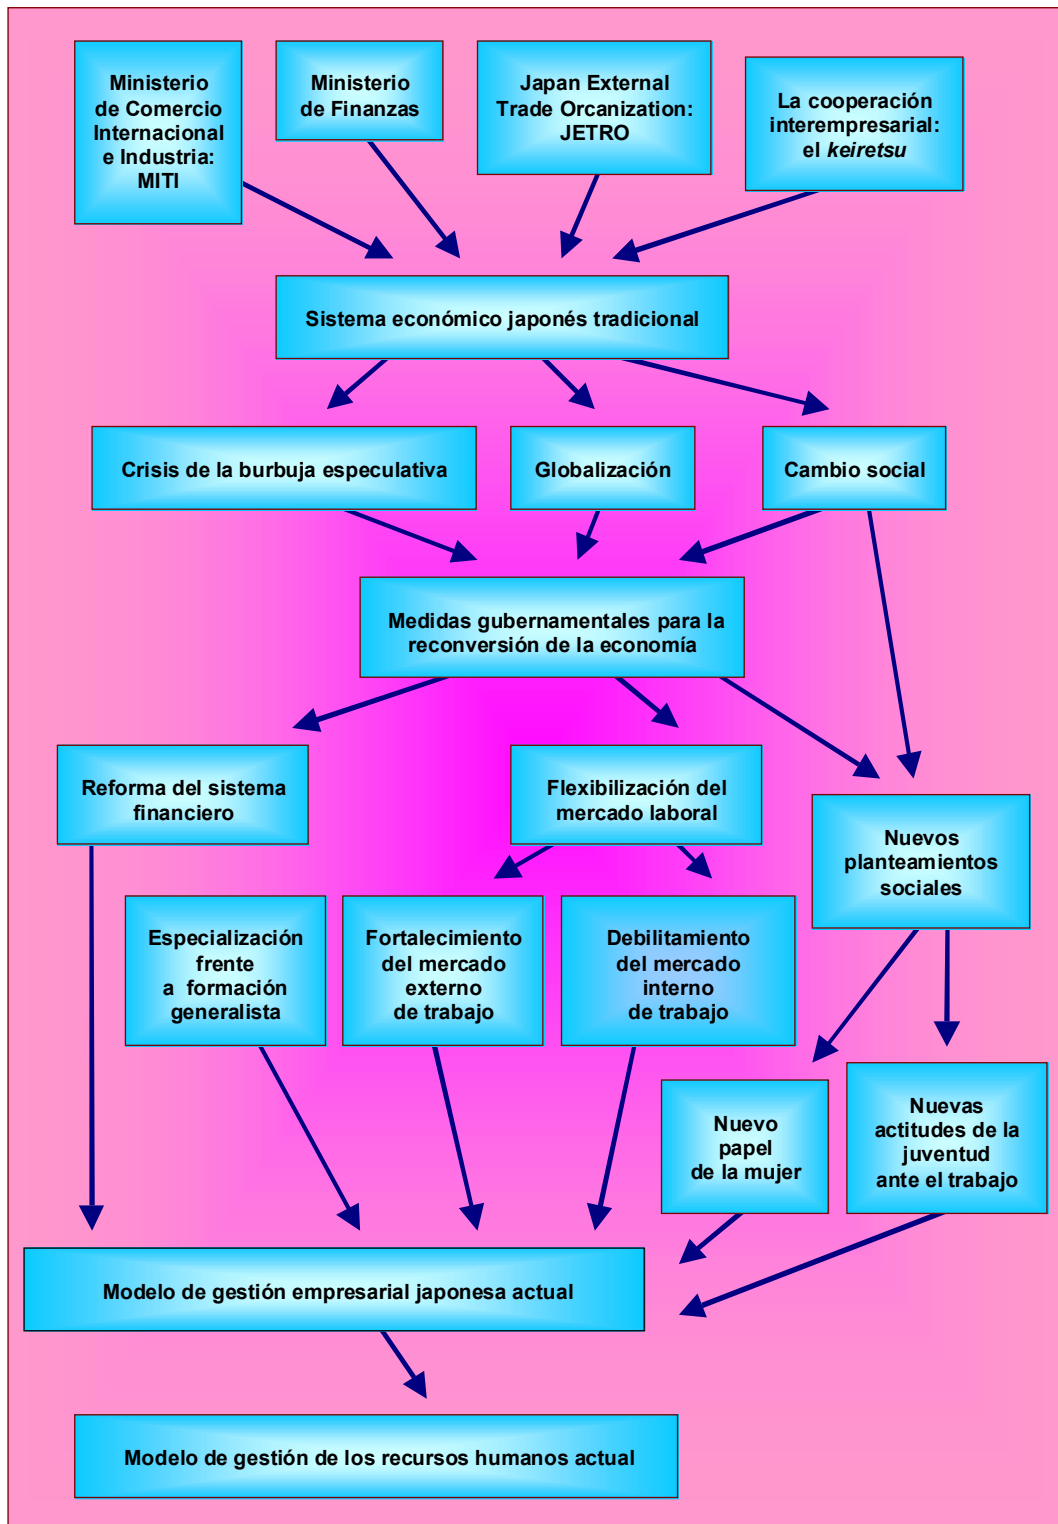 Ministerio
de Comercio
Internacional
e Industria:
MITI
Ministerio
de Finanzas
Japan External
Trade Orcanization:
JETRO
La cooperación
interempresarial:
el keiretsu
Sistema económico japonés tradicional
Crisis de la burbuja especulativa
Globalización
Cambio social
Medidas gubernamentales para la
reconversión de la economía
Reforma del sistema
financiero
Flexibilización del
mercado laboral
Nuevos
planteamientos
sociales
Especialización
frente
a formación
generalista
Fortalecimiento
del mercado
externo
de trabajo
Debilitamiento
del mercado
interno
de trabajo
Nuevo
papel
de la mujer
Nuevas
actitudes de la
juventud
ante el trabajo
Modelo de gestión empresarial japonesa actual
Modelo de gestión de los recursos humanos actual